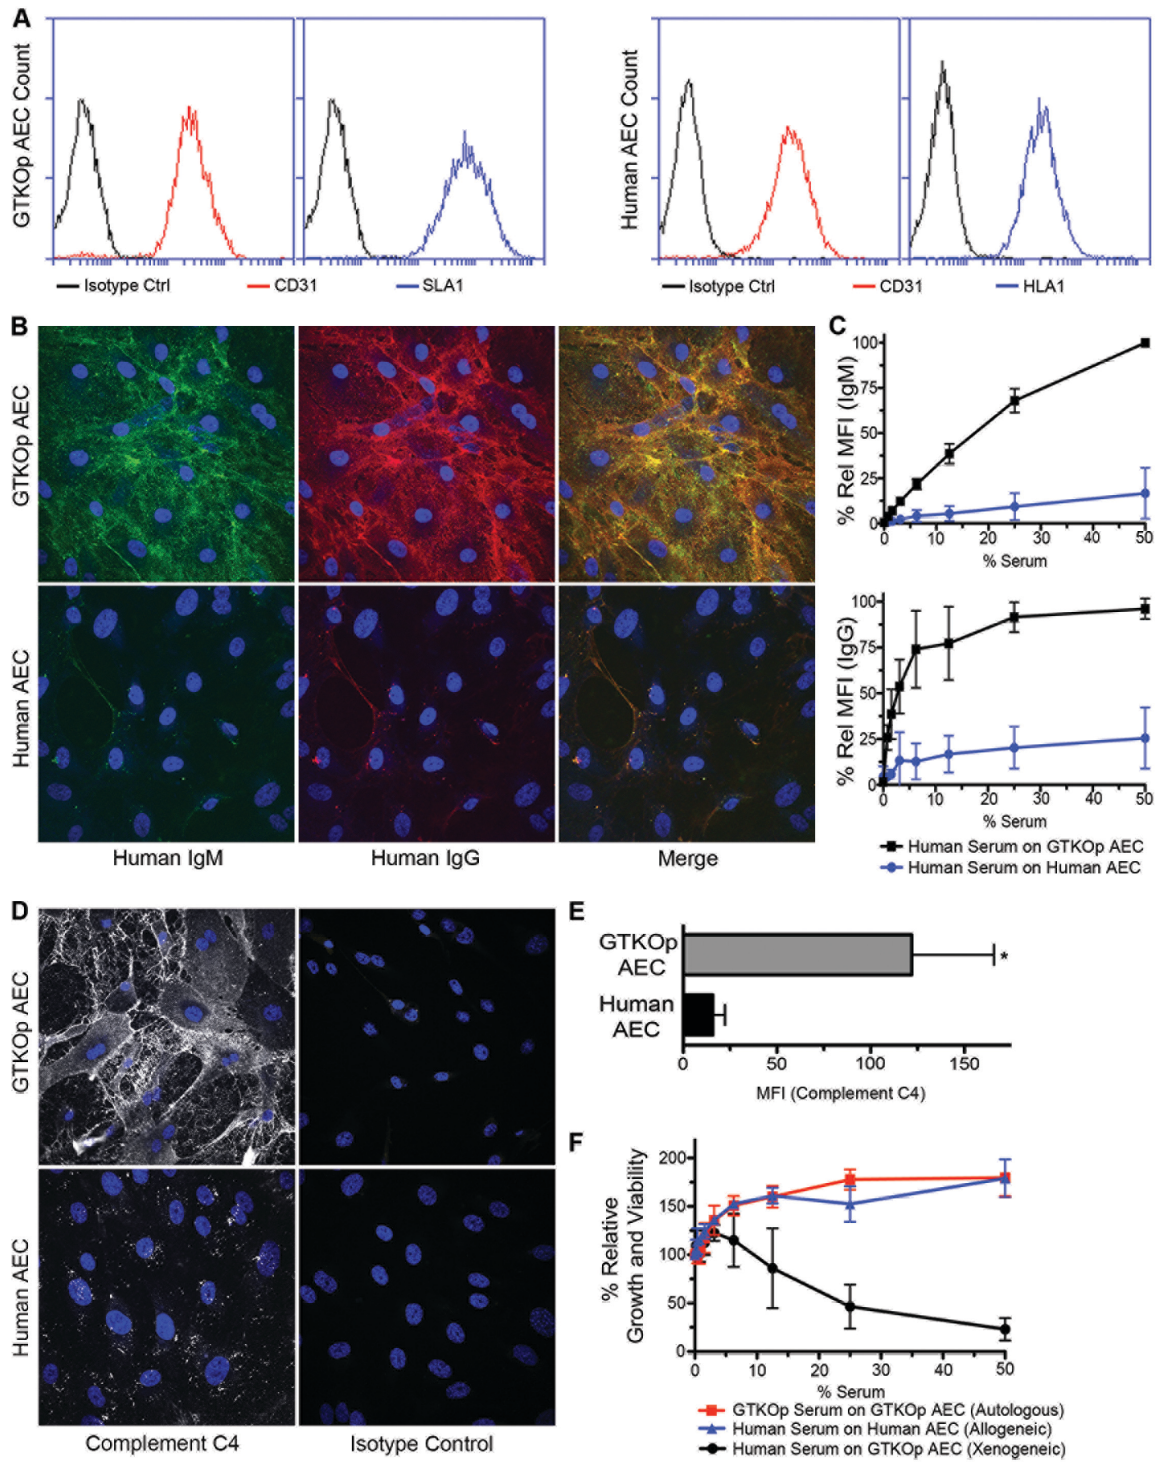 A
GTKOp AEC Count
Isotype Ctrl
CD31
SLA1
Human AEC Count
Isotype Ctrl
CD31
HLA1
B
GTKOp AEC
Human AEC
Human IgM
Human IgG
Merge
C
% Rel MFI (IgM)
100
75
50
25
0
0 10 20 30 40 50
% Serum
% Rel MFI (IgG)
100
75
50
25
0
0 10 20 30 40 50
% Serum
Human Serum on GTKOp AEC
Human Serum on Human AEC
D
GTKOp AEC
Human AEC
Complement C4
Isotype Control
E
GTKOp
AEC
*
Human
AEC
0 50 100 150
MFI (Complement C4)
F
% Relative
Growth and Viability
200
150
100
50
0
0 10 20 30 40 50
% Serum
GTKOp Serum on GTKOp AEC (Autologous)
Human Serum on Human AEC (Allogeneic)
Human Serum on GTKOp AEC (Xenogeneic)